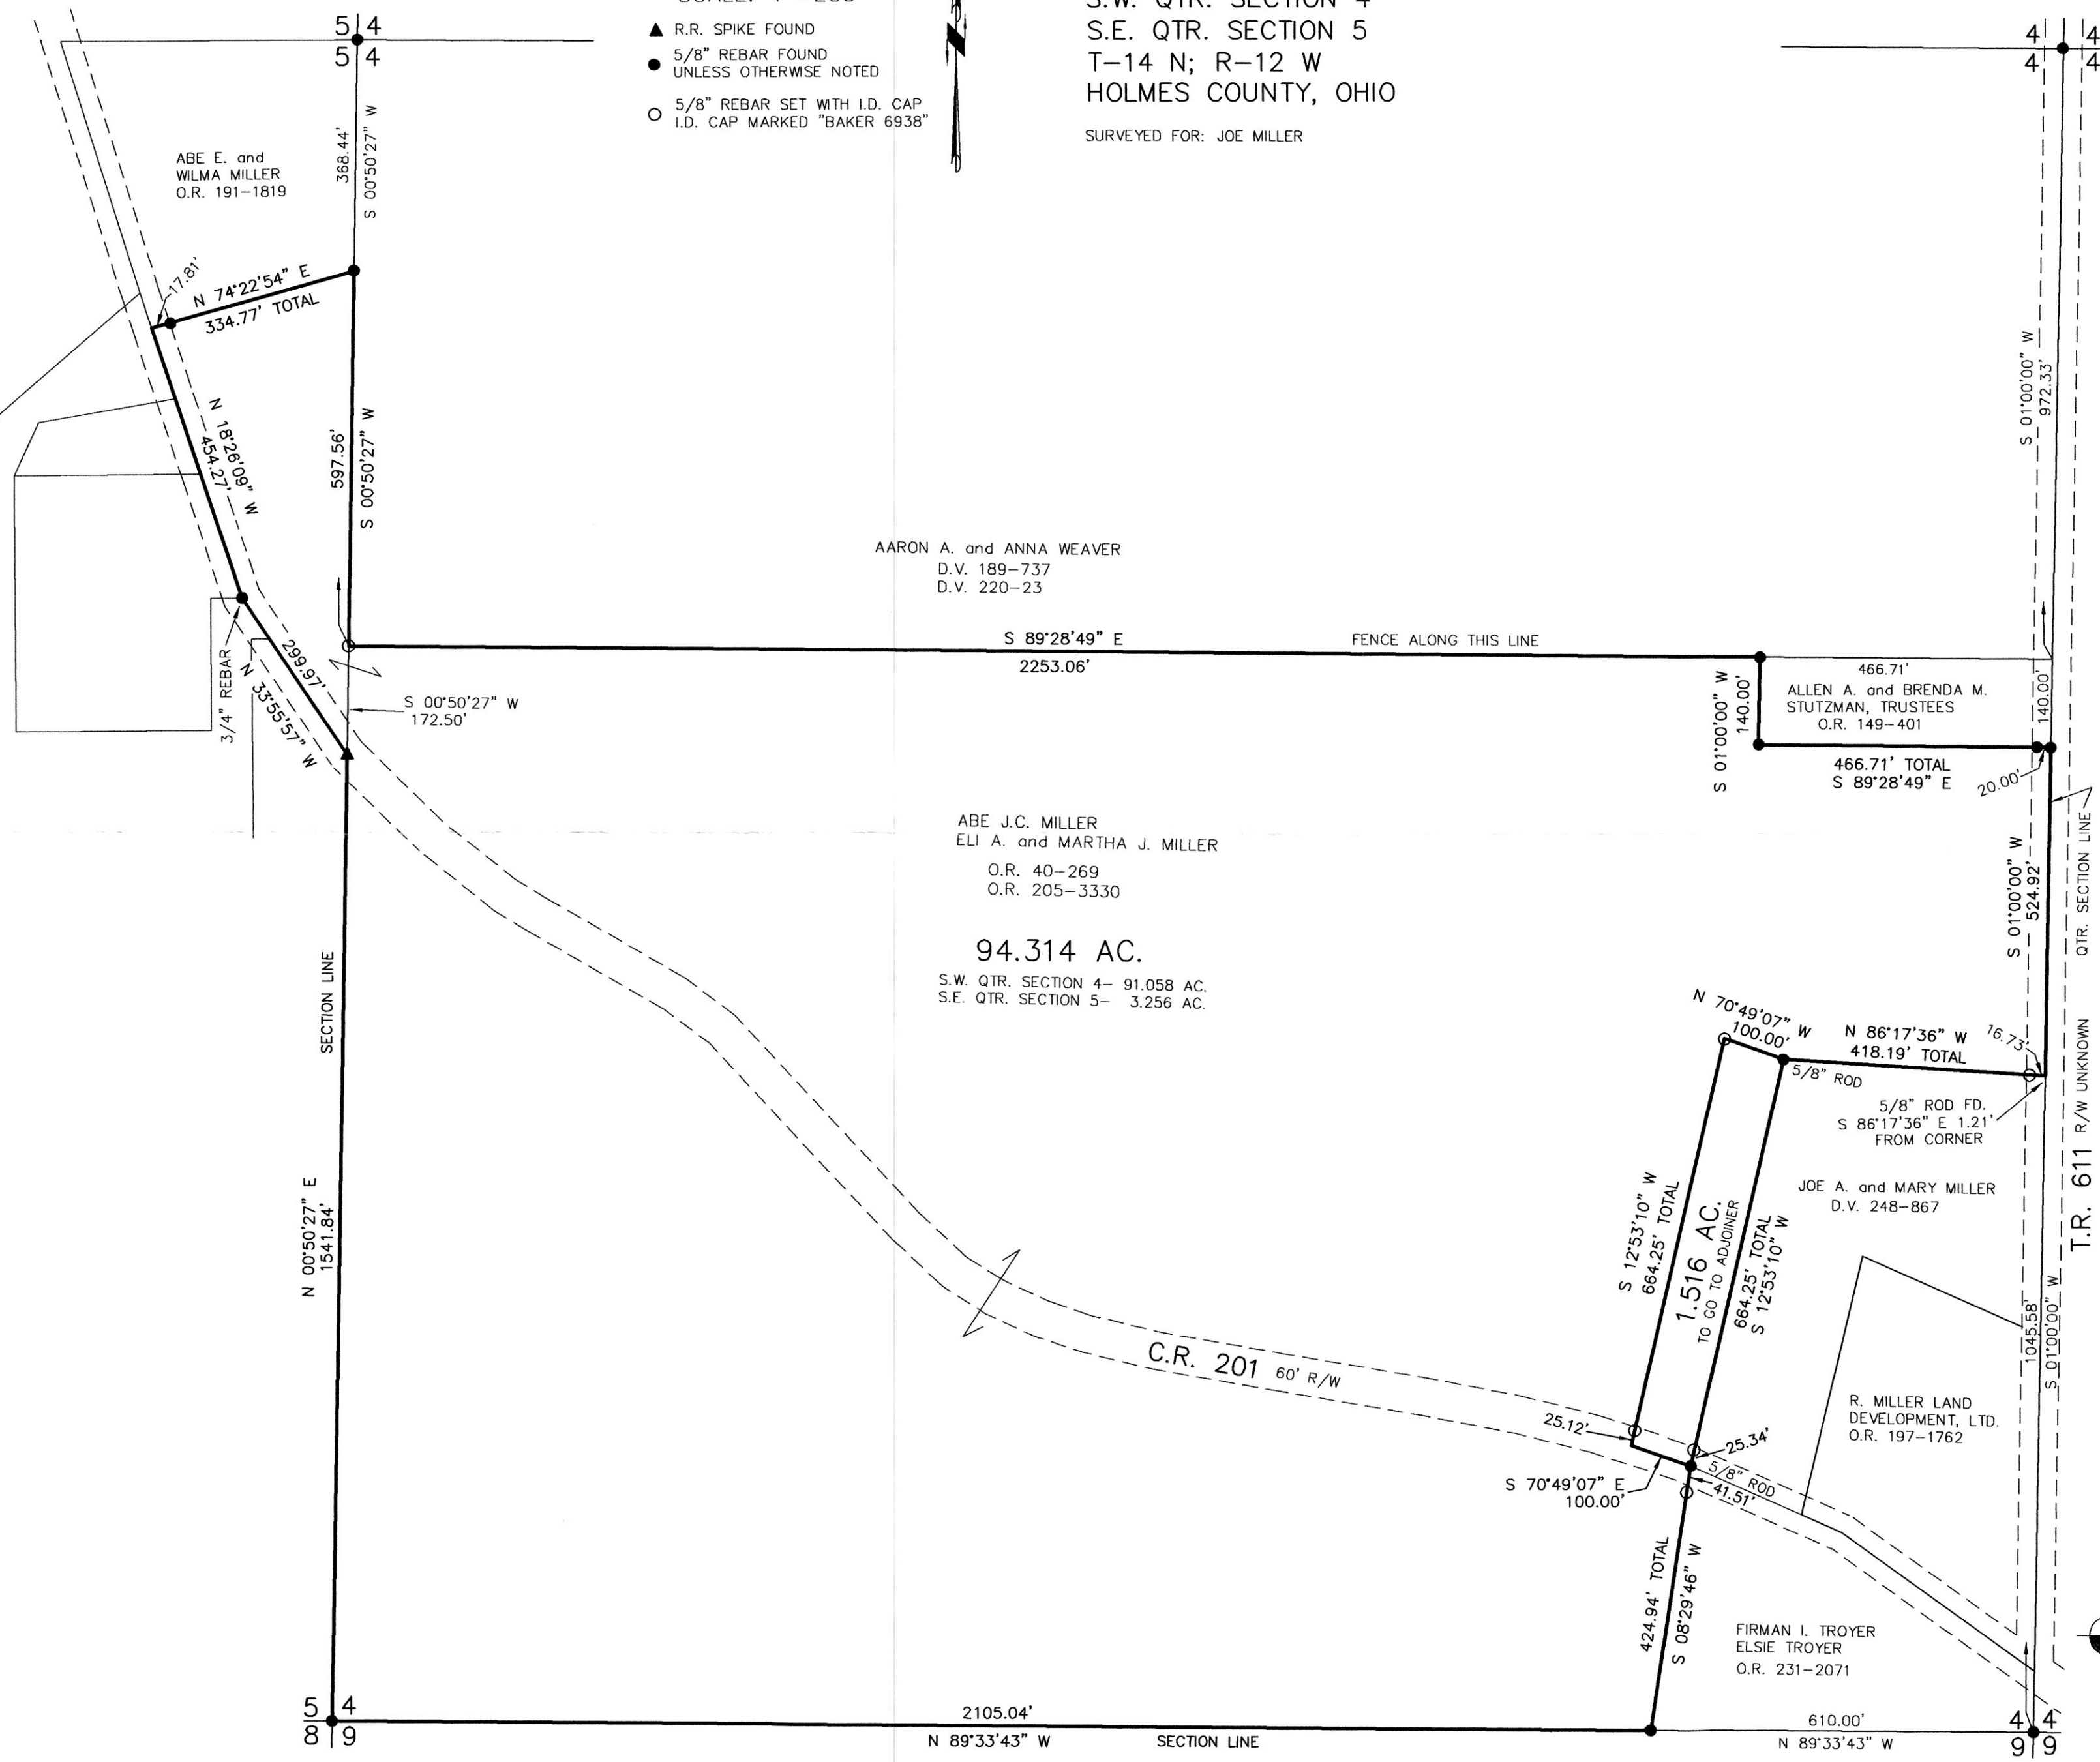 S.E. QTR. SECTION 5
T–14 N; R–12 W
HOLMES COUNTY, OHIO
SURVEYED FOR: JOE MILLER
R.R. SPIKE FOUND
5/8" REBAR FOUND
UNLESS OTHERWISE NOTED
5/8" REBAR SET WITH I.D. CAP
I.D. CAP MARKED "BAKER 6938"
5 4
5 4
4 4
4 4
368.44'
S 00°50'27" W
ABE E. and
WILMA MILLER
O.R. 191–1819
17.81'
N 74°22'54" E
334.77' TOTAL
N 18°26'09" W
454.27'
597.56'
S 00°50'27" W
S 01°00'00" W
972.33'
AARON A. and ANNA WEAVER
D.V. 189–737
D.V. 220–23
S 89°28'49" E
FENCE ALONG THIS LINE
2253.06'
3/4" REBAR
299.97'
N 33°55'57" W
S 00°50'27" W
172.50'
S 01°00'00" W
140.00'
466.71'
ALLEN A. and BRENDA M.
STUTZMAN, TRUSTEES
O.R. 149–401
140.00'
466.71' TOTAL
S 89°28'49" E
20.00'
ABE J.C. MILLER
ELI A. and MARTHA J. MILLER
O.R. 40–269
O.R. 205–3330
94.314 AC.
S.W. QTR. SECTION 4– 91.058 AC.
S.E. QTR. SECTION 5– 3.256 AC.
S 01°00'00" W
524.92'
QTR. SECTION LINE
SECTION LINE
N 00°50'27" E
1541.84'
N 70°49'07" W
100.00'
N 86°17'36" W
418.19' TOTAL
16.73'
5/8" ROD
5/8" ROD FD.
S 86°17'36" E 1.21'
FROM CORNER
T.R. 611 R/W UNKNOWN
JOE A. and MARY MILLER
D.V. 248–867
S 12°53'10" W
664.25' TOTAL
1.516 AC.
TO GO TO ADJOINER
664.25' TOTAL
S 12°53'10" W
1045.58'
S 01°00'00" W
C.R. 201 60' R/W
R. MILLER LAND
DEVELOPMENT, LTD.
O.R. 197–1762
25.12'
25.34'
5/8" ROD
S 70°49'07" E
100.00'
41.51'
424.94' TOTAL
S 08°29'46" W
FIRMAN I. TROYER
ELSIE TROYER
O.R. 231–2071
5 4
8 9
2105.04'
N 89°33'43" W
SECTION LINE
610.00'
N 89°33'43" W
4 4
9 9